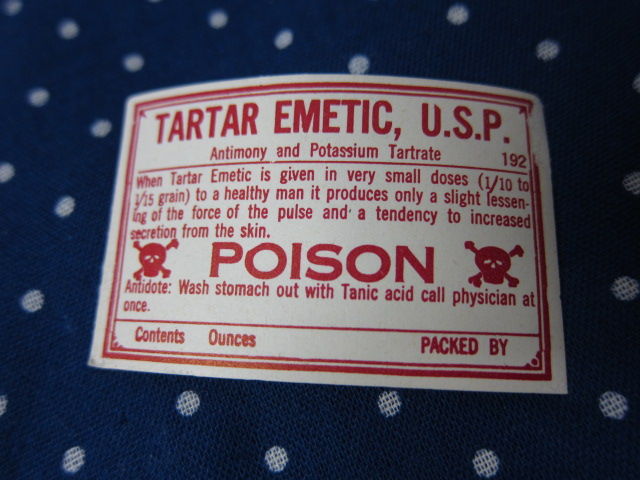 TARTAR EMETIC, U.S.P.
Antimony and Potassium Tartrate 192
When Tartar Emetic is given in very small doses (1/10 to
1/15 grain) to a healthy man it produces only a slight lessen-
ing of the force of the pulse and a tendency to increased
secretion from the skin.
POISON
Antidote: Wash stomach out with Tanic acid call physician at
once.
Contents Ounces PACKED BY